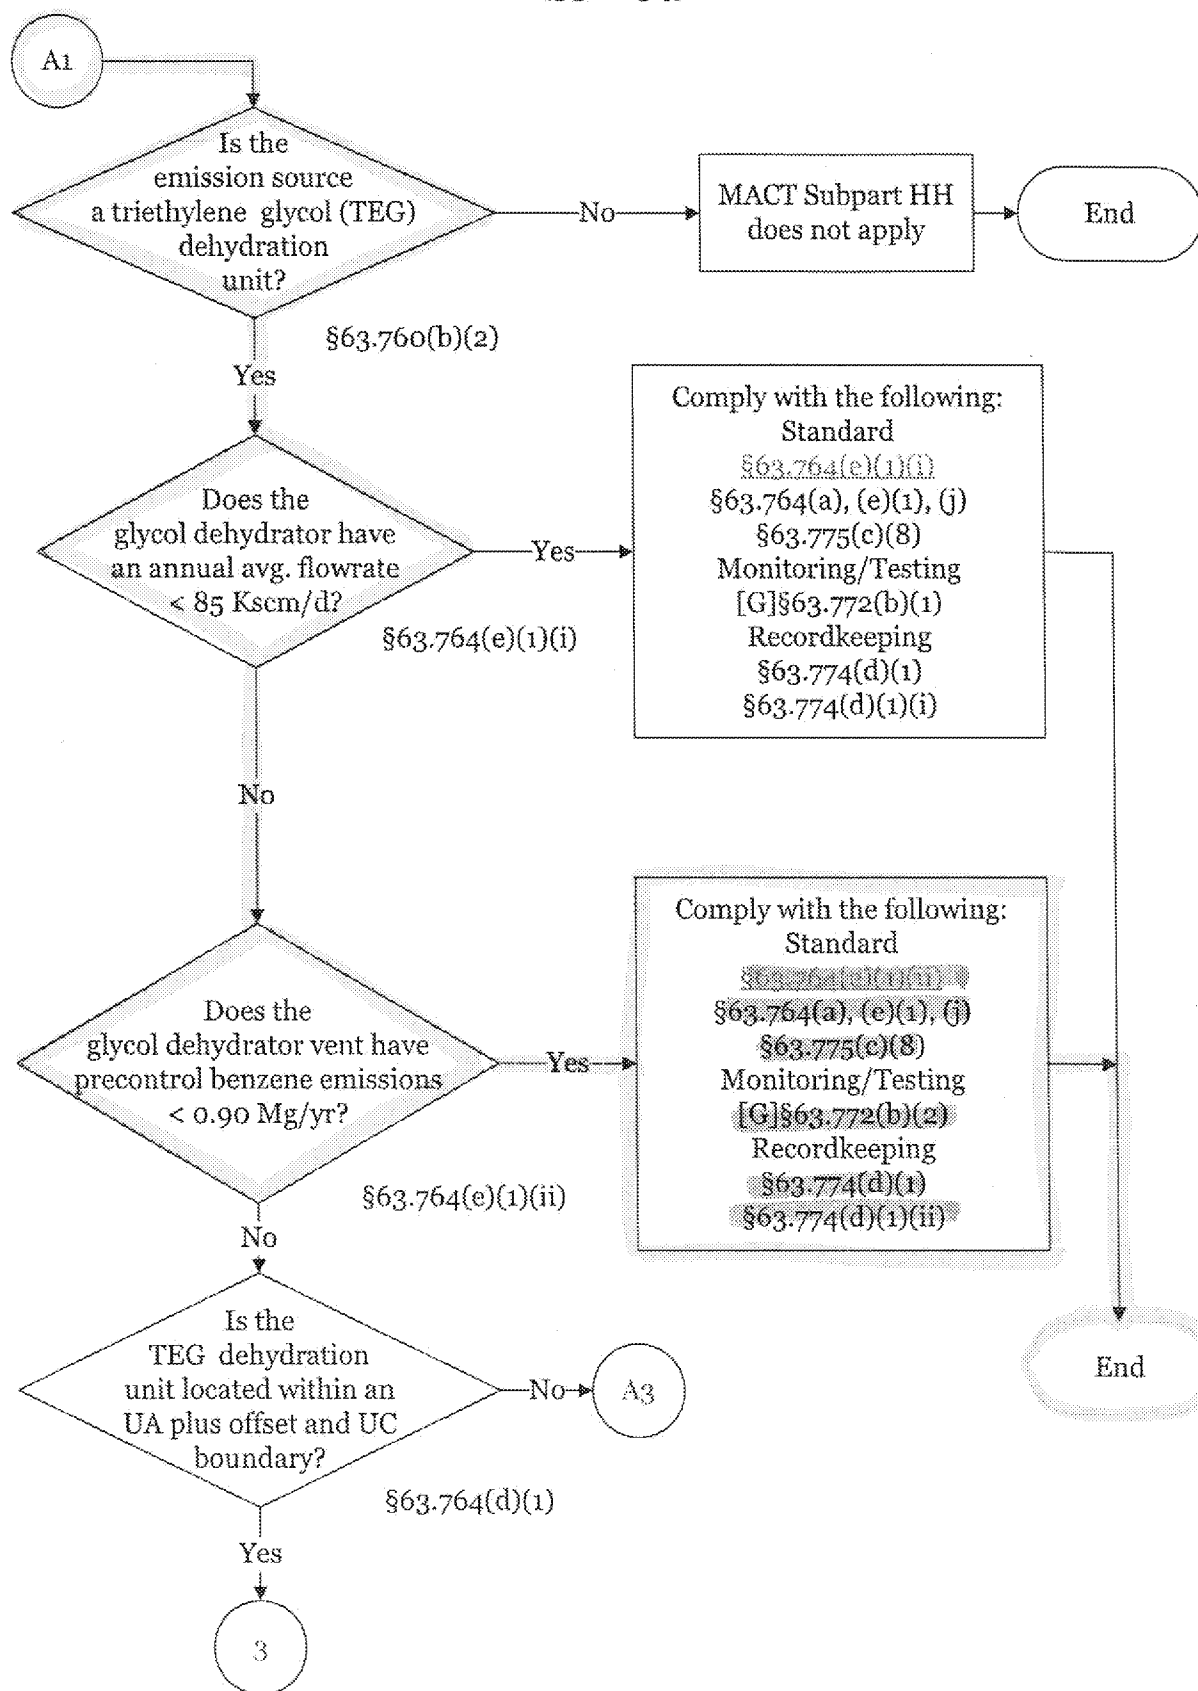 A1
Is the
emission source
a triethylene glycol (TEG)
dehydration
unit?
No
MACT Subpart HH
does not apply
End
§63.760(b)(2)
Yes
Comply with the following:
Standard
§63.764(e)(1)(i)
§63.764(a), (e)(1), (j)
§63.775(c)(8)
Monitoring/Testing
[G]§63.772(b)(1)
Recordkeeping
§63.774(d)(1)
§63.774(d)(1)(i)
Does the
glycol dehydrator have
an annual avg. flowrate
< 85 Kscm/d?
Yes
§63.764(e)(1)(i)
No
Comply with the following:
Standard
§63.764(a), (e)(1), (j)
§63.775(c)(8)
Monitoring/Testing
[G]§63.772(b)(2)
Recordkeeping
§63.774(d)(1)
§63.774(d)(1)(ii)
Does the
glycol dehydrator vent have
precontrol benzene emissions
< 0.90 Mg/yr?
Yes
§63.764(e)(1)(ii)
No
Is the
TEG dehydration
unit located within an
UA plus offset and UC
boundary?
No
A3
End
§63.764(d)(1)
Yes
3